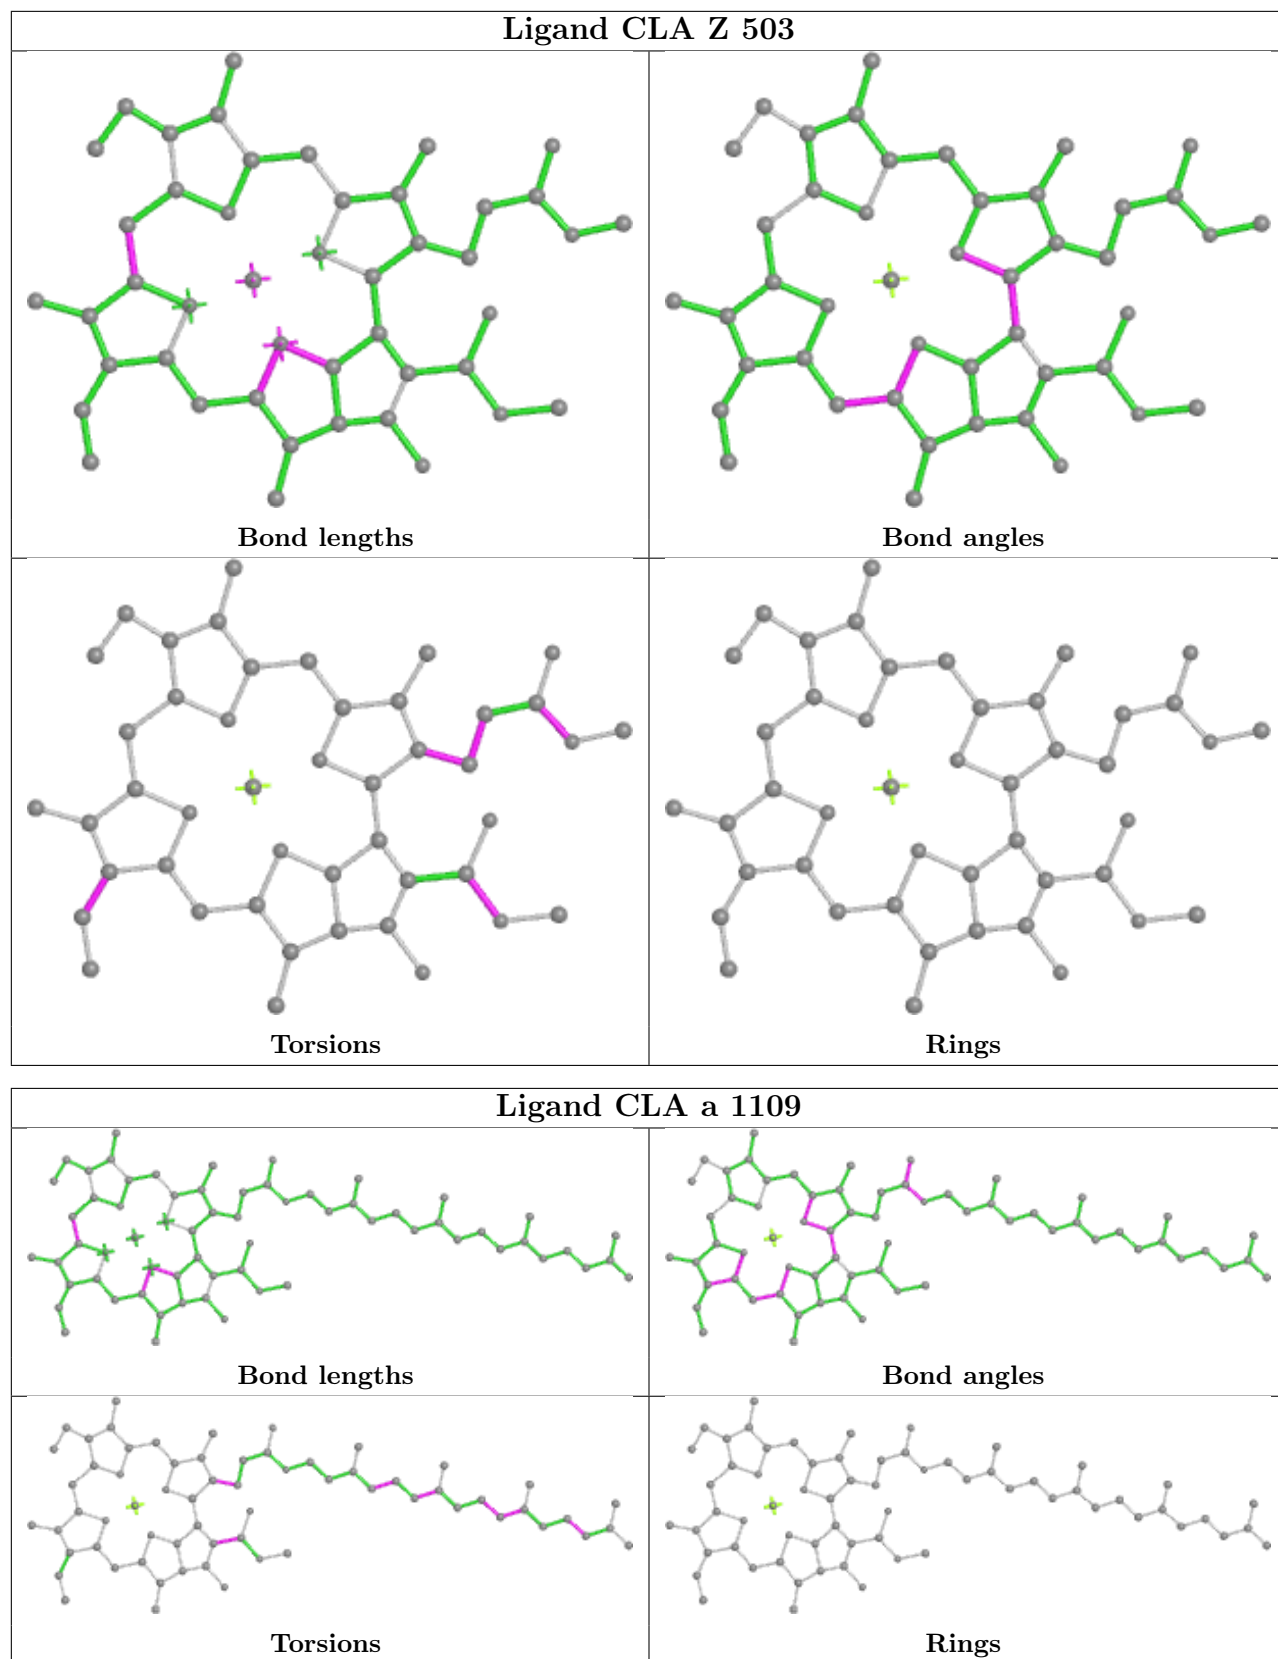 Ligand CLA Z 503
Bond lengths
Bond angles
Torsions
Rings
Ligand CLA a 1109
Bond lengths
Bond angles
Torsions
Rings